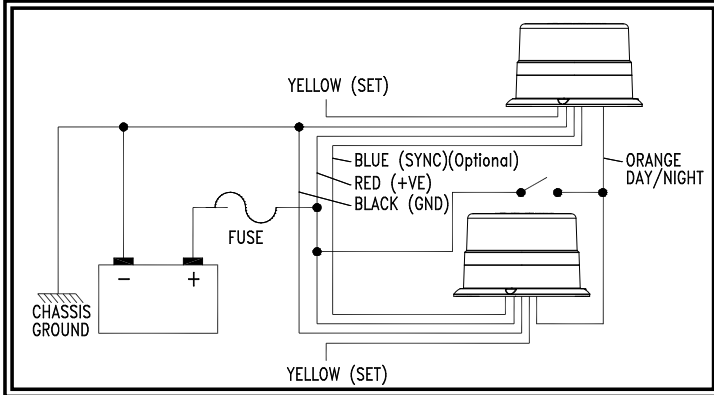 YELLOW (SET)
BLUE (SYNC)(Optional)
RED (+VE)
BLACK (GND)
ORANGE
DAY/NIGHT
FUSE
− +
CHASSIS
GROUND
YELLOW (SET)